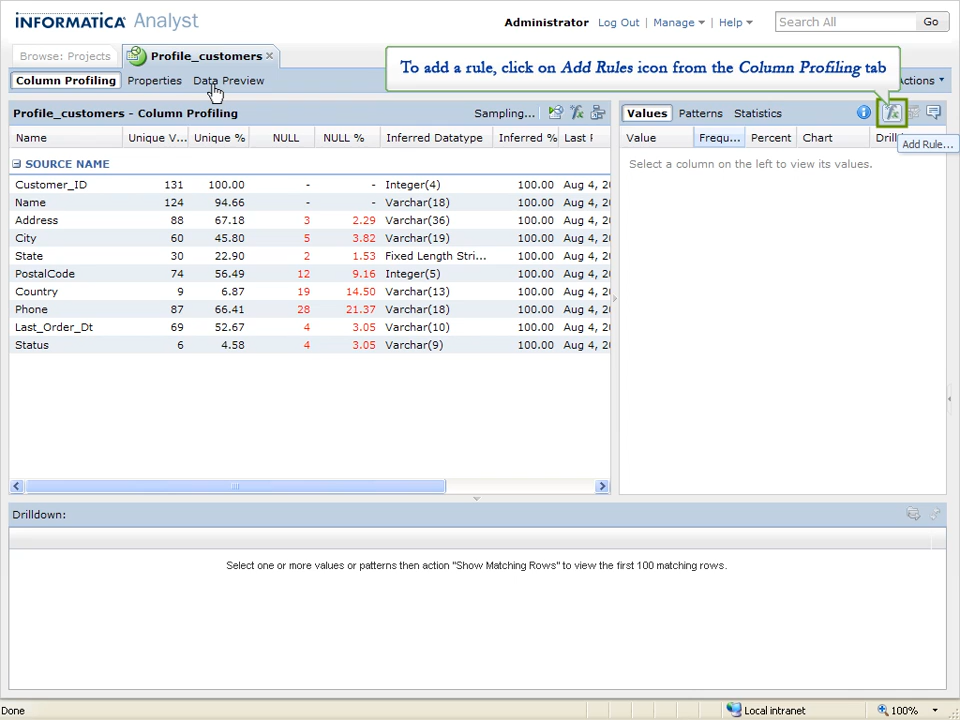 INFORMATICA Analyst
Administrator Log Out Manage Help Search All Go
Browse: Projects Profile_customers
To add a rule, click on Add Rules icon from the Column Profiling tab
Column Profiling Properties Data Preview
Profile_customers - Column Profiling Sampling... Values Patterns Statistics
Add Rule...
Name Unique V... Unique % NULL NULL % Inferred Datatype Inferred % Value Frequ... Percent Chart
SOURCE NAME Select a column on the left to view its values.
Customer_ID 131 100.00 - - Integer(4) 100.00 Aug 4, 2
Name 124 94.66 - - Varchar(18) 100.00 Aug 4, 2
Address 88 67.18 3 2.29 Varchar(36) 100.00 Aug 4, 2
City 60 45.80 5 3.82 Varchar(19) 100.00 Aug 4, 2
State 30 22.90 2 1.53 Fixed Length Stri... 100.00 Aug 4, 2
PostalCode 74 56.49 12 9.16 Integer(5) 100.00 Aug 4, 2
Country 9 6.87 19 14.50 Varchar(13) 100.00 Aug 4, 2
Phone 87 66.41 28 21.37 Varchar(18) 100.00 Aug 4, 2
Last_Order_Dt 69 52.67 4 3.05 Varchar(10) 100.00 Aug 4, 2
Status 6 4.58 4 3.05 Varchar(9) 100.00 Aug 4, 2
Drilldown:
Select one or more values or patterns then action "Show Matching Rows" to view the first 100 matching rows.
Done Local intranet 100%